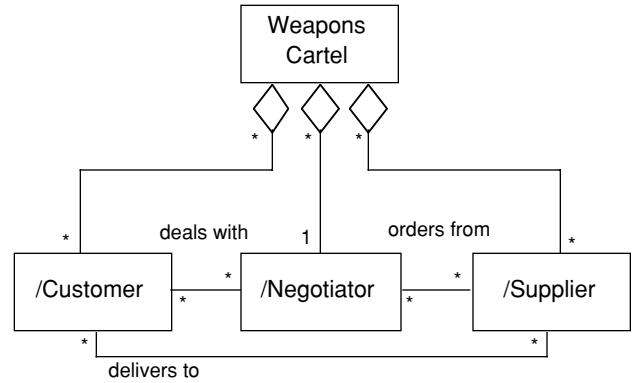 Weapons
Cartel
* * *
deals with orders from
* 1 *
/Customer /Negotiator /Supplier
* * * *
* *
delivers to